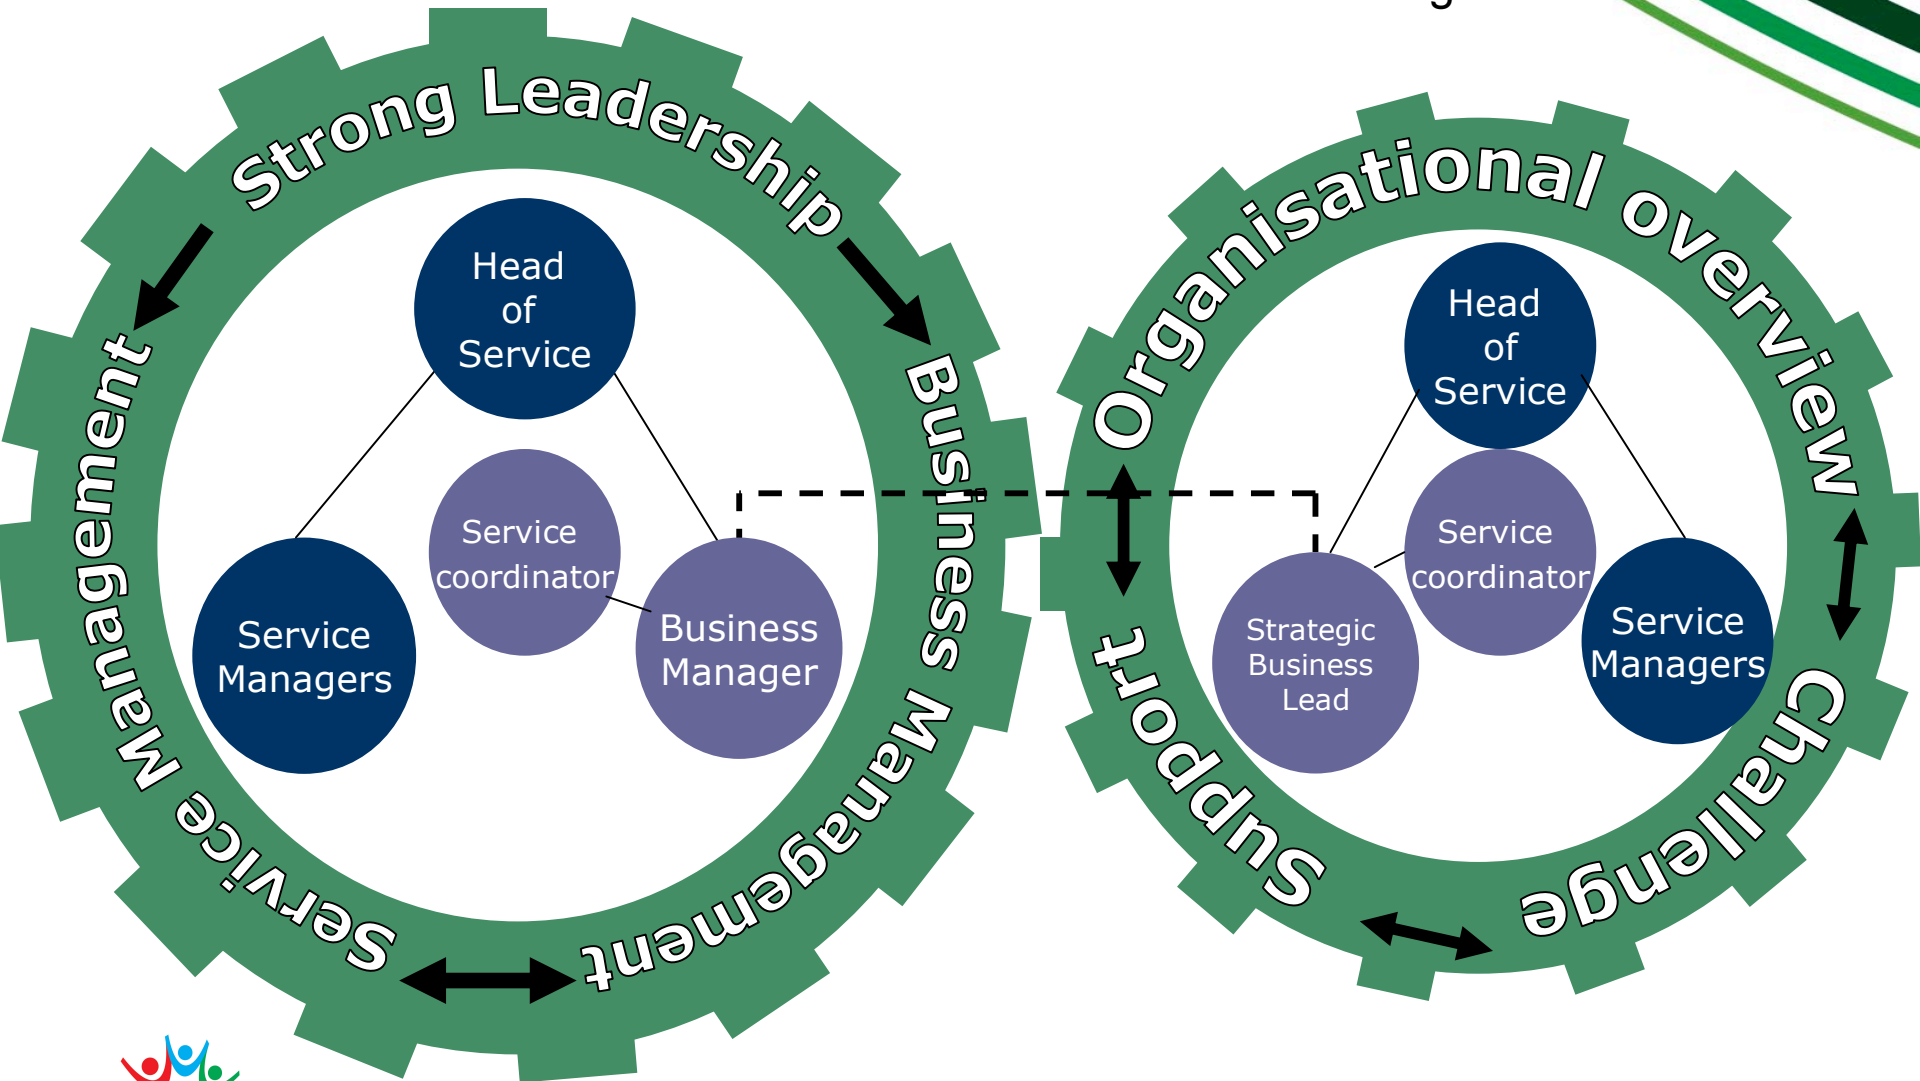 g
Strong Leadership
Business Management
Service Management
Head
of
Service
Service
coordinator
Service
Managers
Business
Manager
Organisational overview
Challenge
Support
Head
of
Service
Service
coordinator
Strategic
Business
Lead
Service
Managers